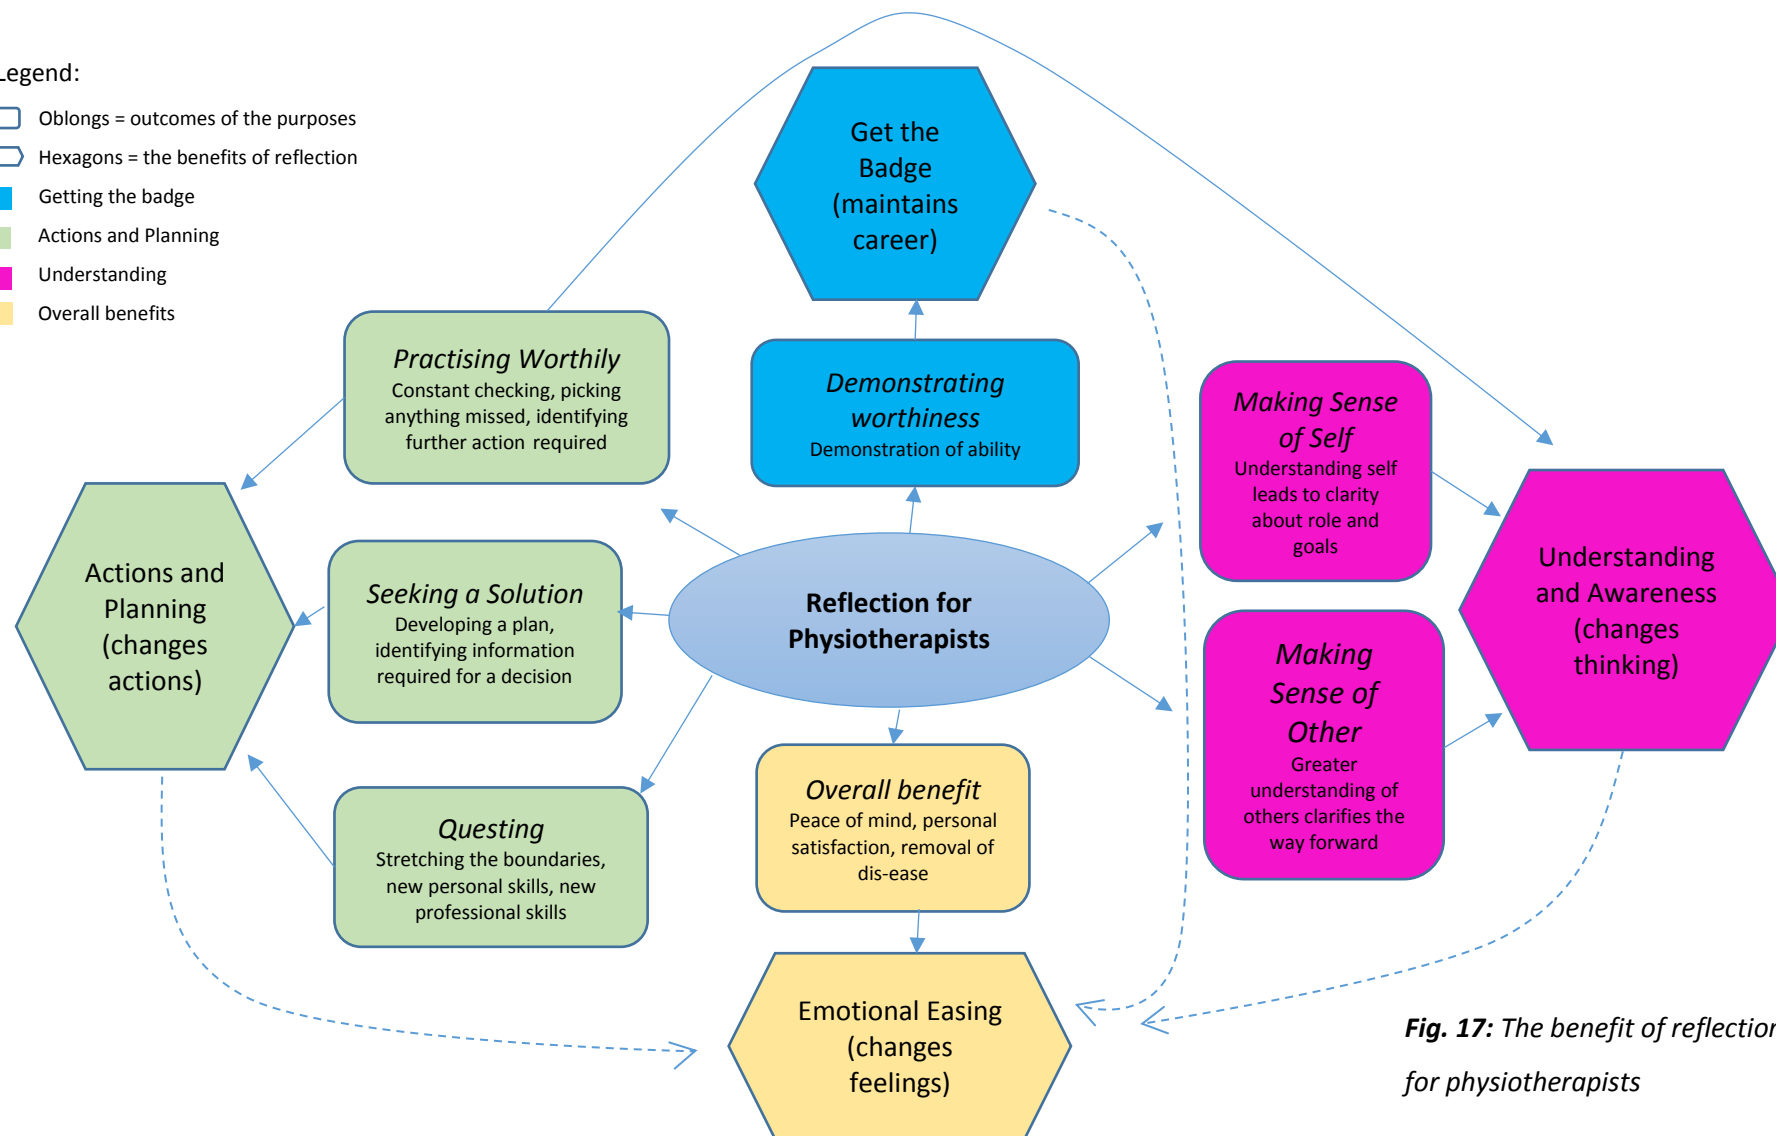 Legend:
Oblongs = outcomes of the purposes
Hexagons = the benefits of reflection
Getting the badge
Actions and Planning
Understanding
Overall benefits
Get the
Badge
(maintains
career)
Practising Worthily
Constant checking, picking
anything missed, identifying
further action required
Demonstrating
worthiness
Demonstration of ability
Making Sense
of Self
Understanding self
leads to clarity
about role and
goals
Actions and
Planning
(changes
actions)
Seeking a Solution
Developing a plan,
identifying information
required for a decision
Reflection for
Physiotherapists
Understanding
and Awareness
(changes
thinking)
Making
Sense of
Other
Greater
understanding of
others clarifies the
way forward
Questing
Stretching the boundaries,
new personal skills, new
professional skills
Overall benefit
Peace of mind, personal
satisfaction, removal of
dis-ease
Emotional Easing
(changes
feelings)
Fig. 17: The benefit of reflection
for physiotherapists